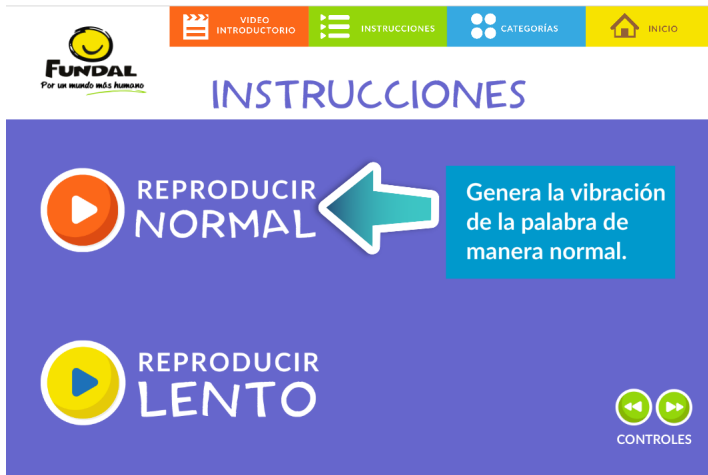 VIDEO
INTRODUCTORIO
INSTRUCCIONES
CATEGORÍAS
INICIO
FUNDAL
Por un mundo más humano
INSTRUCCIONES
REPRODUCIR
NORMAL
Genera la vibración
de la palabra de
manera normal.
REPRODUCIR
LENTO
CONTROLES